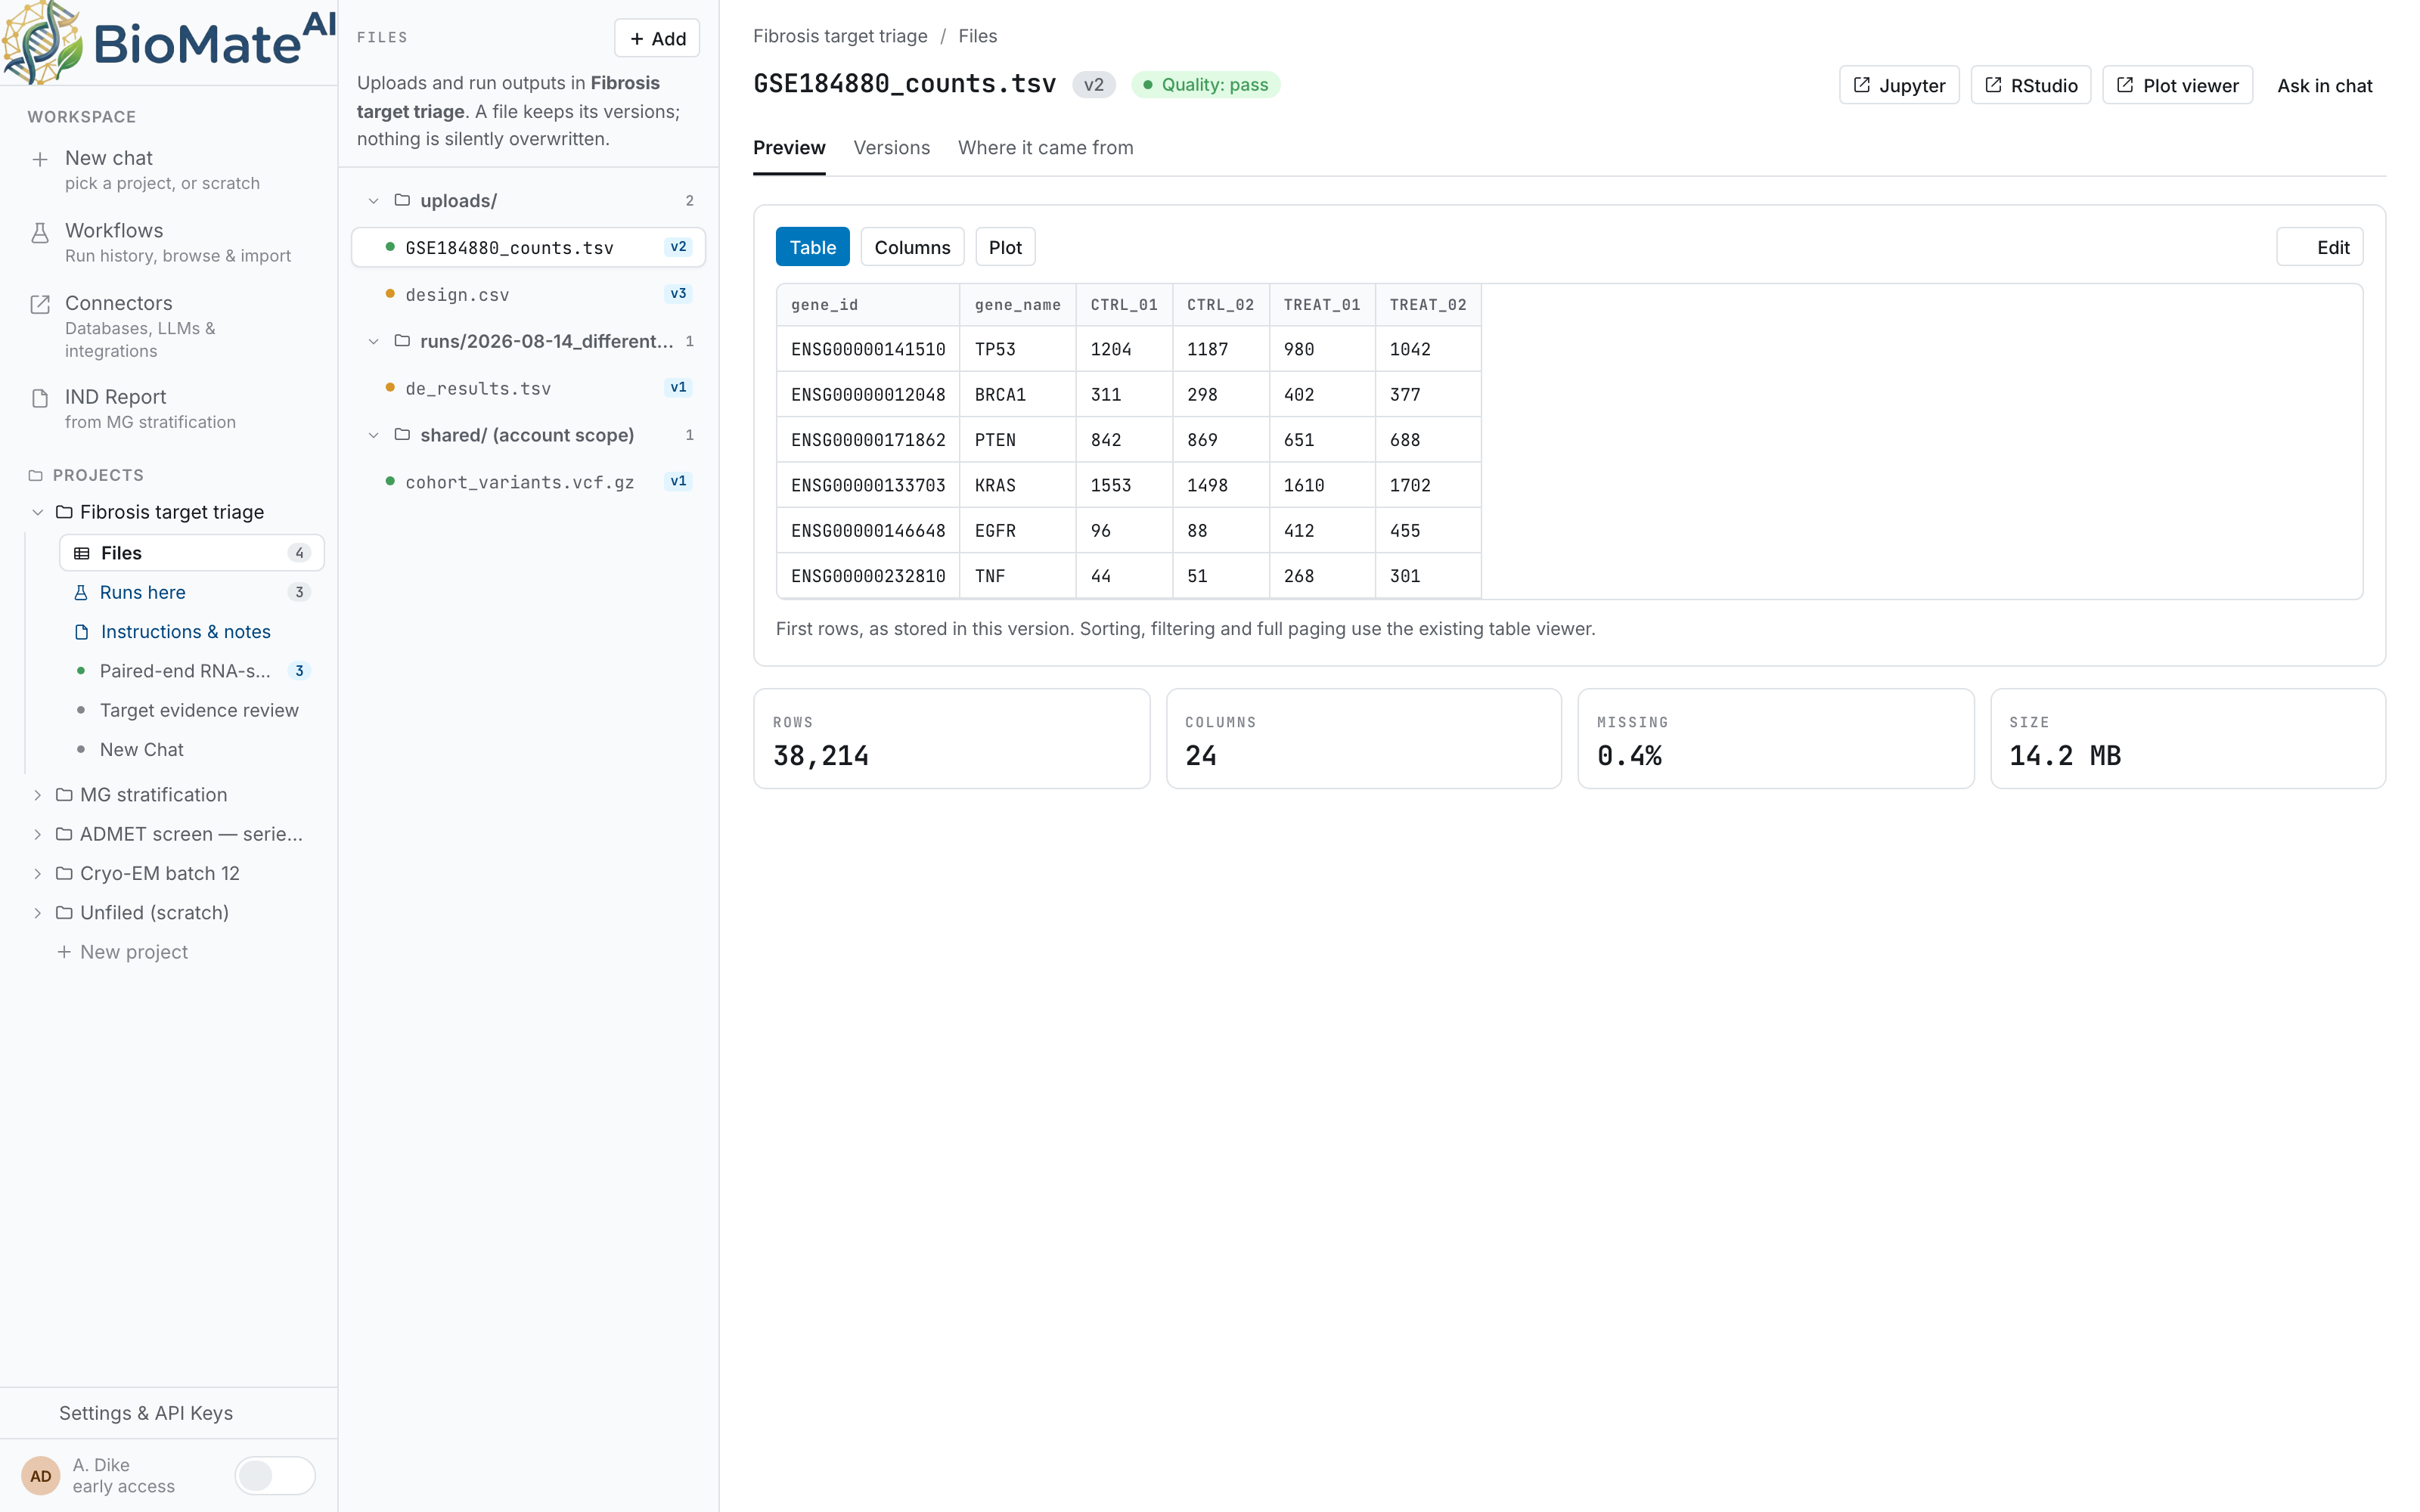 BioMate AI
WORKSPACE
New chat
pick a project, or scratch
Workflows
Run history, browse & import
Connectors
Databases, LLMs &
integrations
IND Report
from MG stratification
PROJECTS
Fibrosis target triage
Files 4
Runs here 3
Instructions & notes
Paired-end RNA-s... 3
Target evidence review
New Chat
MG stratification
ADMET screen — serie...
Cryo-EM batch 12
Unfiled (scratch)
+ New project
Settings & API Keys
AD
A. Dike
early access
FILES
+ Add
Uploads and run outputs in Fibrosis
target triage. A file keeps its versions;
nothing is silently overwritten.
uploads/ 2
GSE184880_counts.tsv v2
design.csv v3
runs/2026-08-14_different... 1
de_results.tsv v1
shared/ (account scope) 1
cohort_variants.vcf.gz v1
Fibrosis target triage / Files
GSE184880_counts.tsv v2 Quality: pass
Jupyter RStudio Plot viewer Ask in chat
Preview Versions Where it came from
Table Columns Plot Edit
gene_id gene_name CTRL_01 CTRL_02 TREAT_01 TREAT_02
ENSG00000141510 TP53 1204 1187 980 1042
ENSG00000012048 BRCA1 311 298 402 377
ENSG00000171862 PTEN 842 869 651 688
ENSG00000133703 KRAS 1553 1498 1610 1702
ENSG00000146648 EGFR 96 88 412 455
ENSG00000232810 TNF 44 51 268 301
First rows, as stored in this version. Sorting, filtering and full paging use the existing table viewer.
ROWS
38,214
COLUMNS
24
MISSING
0.4%
SIZE
14.2 MB